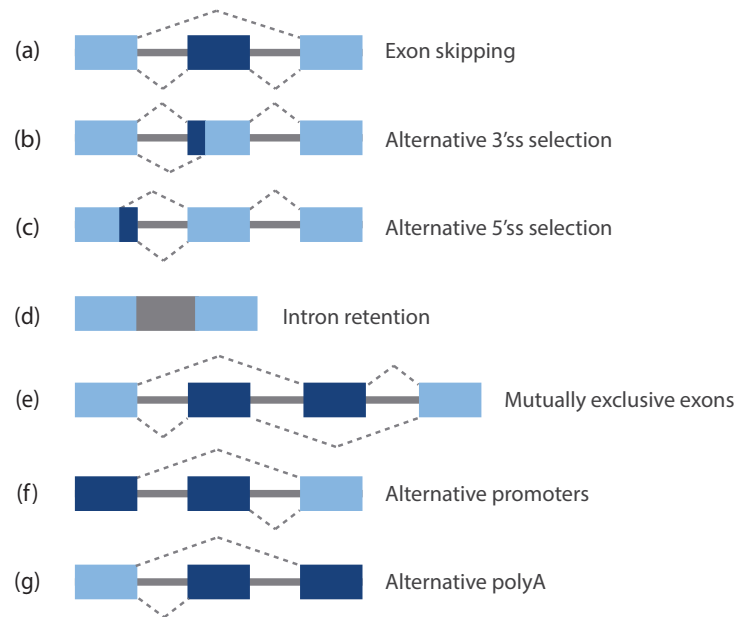 (a) Exon skipping
(b) Alternative 3'ss selection
(c) Alternative 5'ss selection
(d) Intron retention
(e) Mutually exclusive exons
(f) Alternative promoters
(g) Alternative polyA